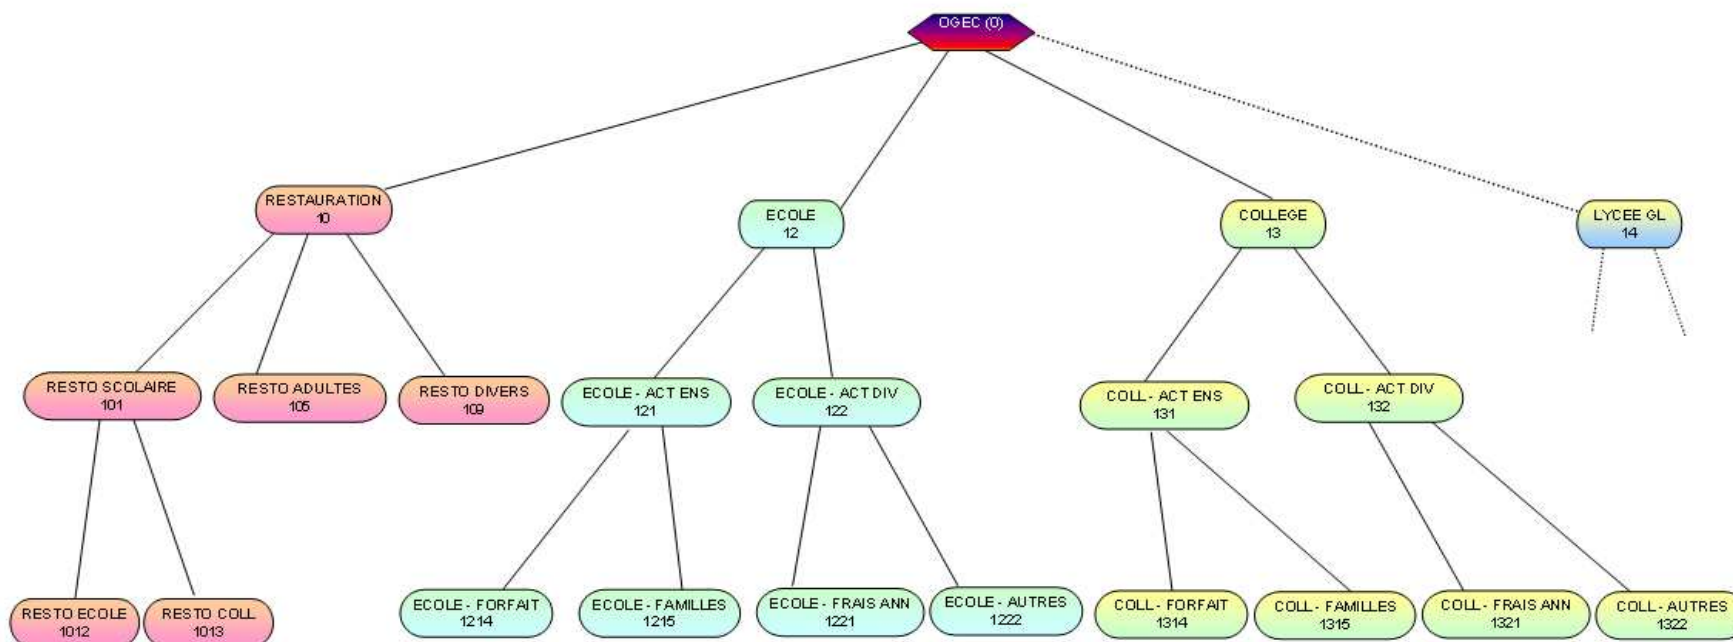 OGEC (0)
RESTAURATION
10
ECOLE
12
COLLEGE
13
LYCEE GL
14
RESTO SCOLAIRE
101
RESTO ADULTES
105
RESTO DIVERS
109
ECOLE - ACT ENS
121
ECOLE - ACT DIV
122
COLL - ACT ENS
131
COLL - ACT DIV
132
RESTO ECOLE
1012
RESTO COLL
1013
ECOLE - FORFAIT
1214
ECOLE - FAMILLES
1215
ECOLE - FRAIS ANN
1221
ECOLE - AUTRES
1222
COLL - FORFAIT
1314
COLL - FAMILLES
1315
COLL - FRAIS ANN
1321
COLL - AUTRES
1322